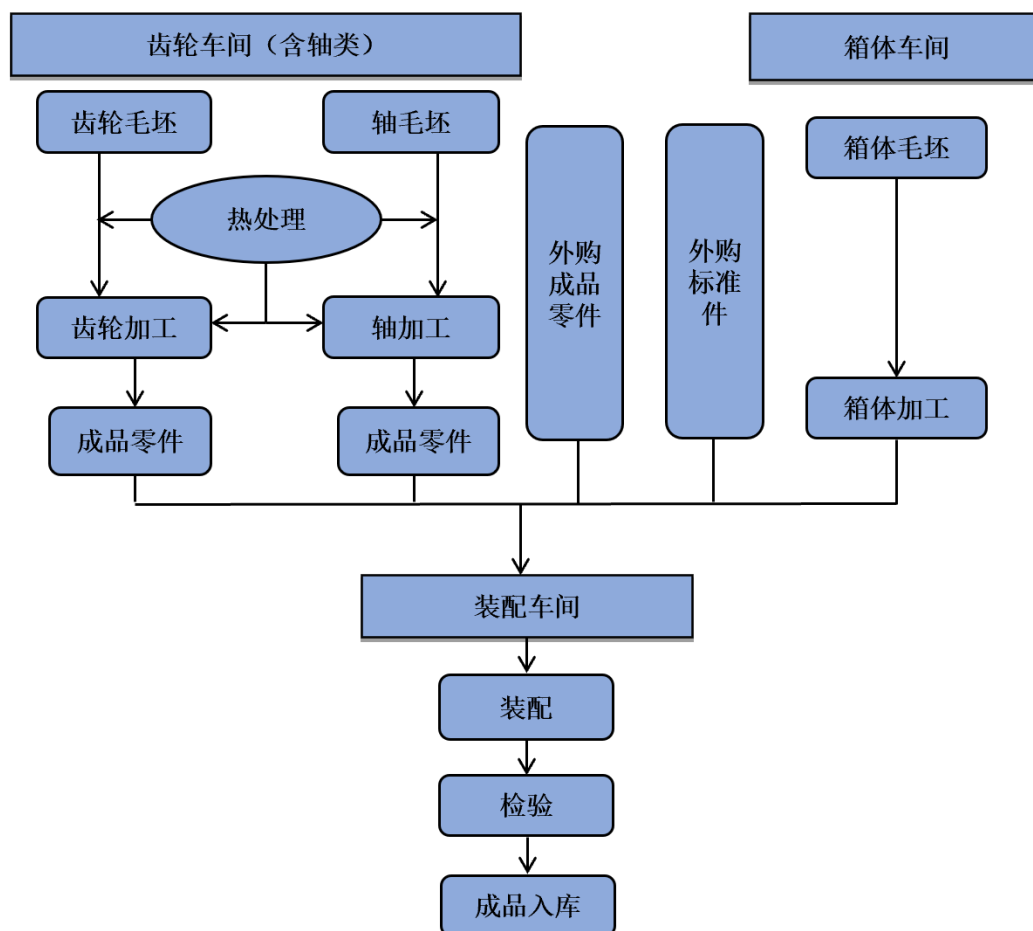 齿轮车间（含轴类）
箱体车间
齿轮毛坯
轴毛坯
箱体毛坯
热处理
外购
成品
零件
外购
标准
件
齿轮加工
轴加工
箱体加工
成品零件
成品零件
装配车间
装配
检验
成品入库